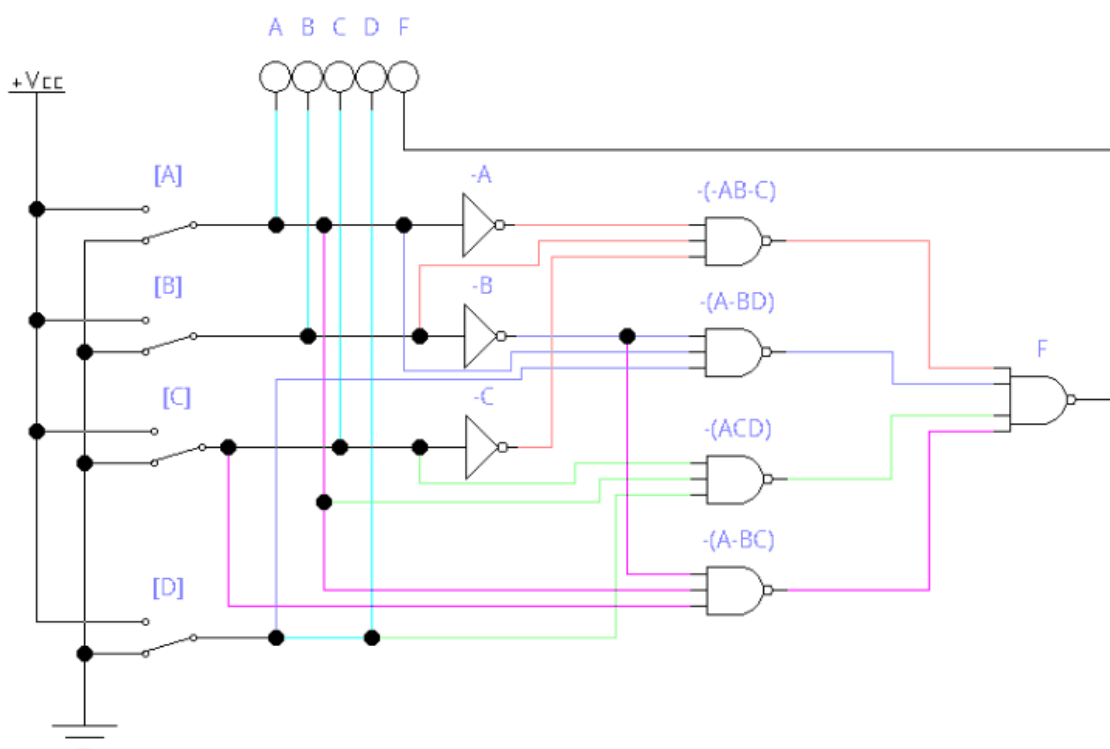 A B C D F
+VCC
[A]
-A
-(-AB-C)
[B]
-B
-(A-BD)
F
[C]
-C
-(ACD)
-(A-BC)
[D]